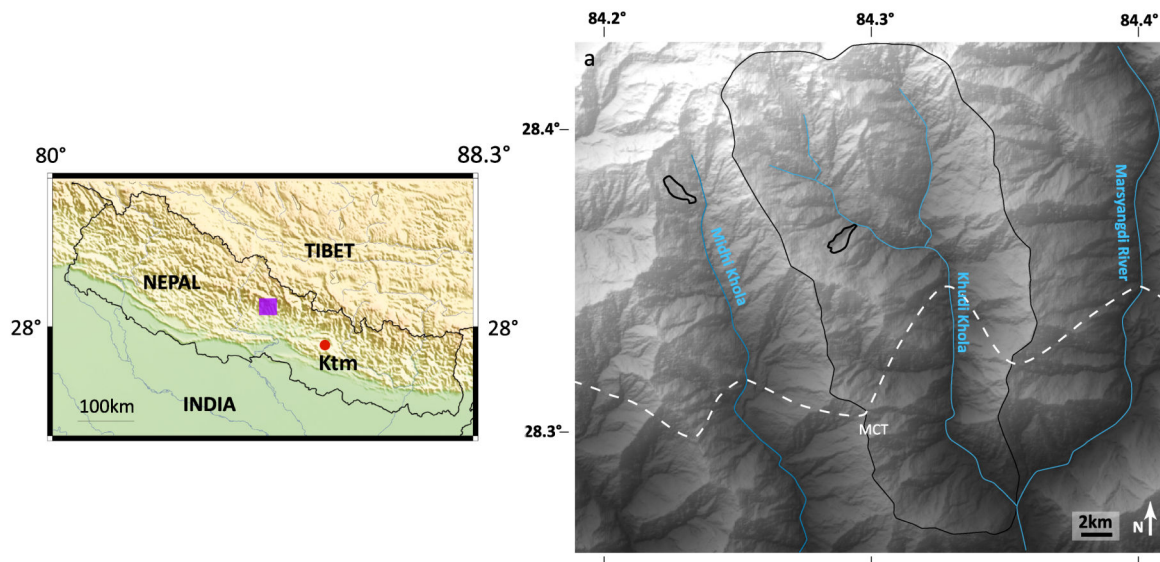 80°
88.3°
TIBET
NEPAL
28°
28°
Ktm
INDIA
100km
84.2°
84.3°
84.4°
a
28.4°
28.3°
Midhi Khola
Khudi Khola
Marsyangdi River
MCT
2km
N